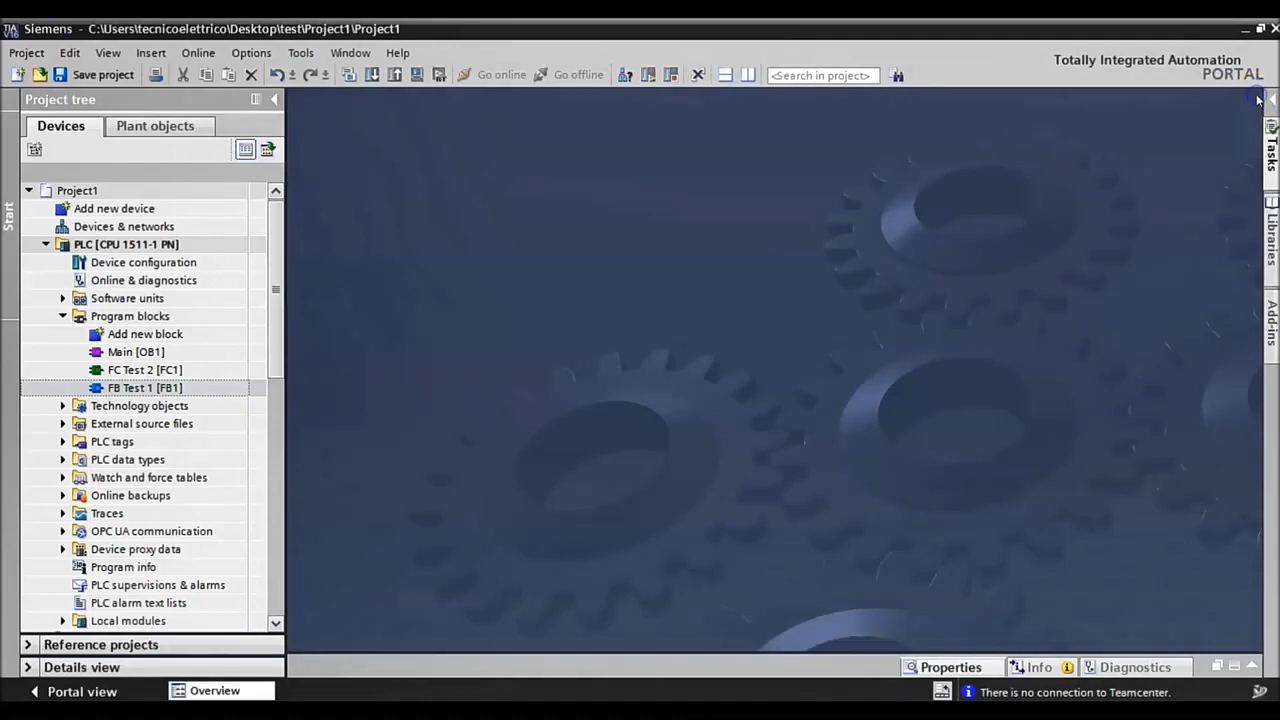 Siemens - C:\Users\tecnicoelettrico\Desktop\test\Project1\Project1
Project Edit View Insert Online Options Tools Window Help
Totally Integrated Automation
PORTAL
Save project
Go online
Go offline
<Search in project>
Project tree
Devices
Plant objects
Start
Project1
Add new device
Devices & networks
PLC [CPU 1511-1 PN]
Device configuration
Online & diagnostics
Software units
Program blocks
Add new block
Main [OB1]
FC Test 2 [FC1]
FB Test 1 [FB1]
Technology objects
External source files
PLC tags
PLC data types
Watch and force tables
Online backups
Traces
OPC UA communication
Device proxy data
Program info
PLC supervisions & alarms
PLC alarm text lists
Local modules
Reference projects
Details view
Tasks
Libraries
Add-ins
Properties
Info
Diagnostics
Portal view
Overview
There is no connection to Teamcenter.